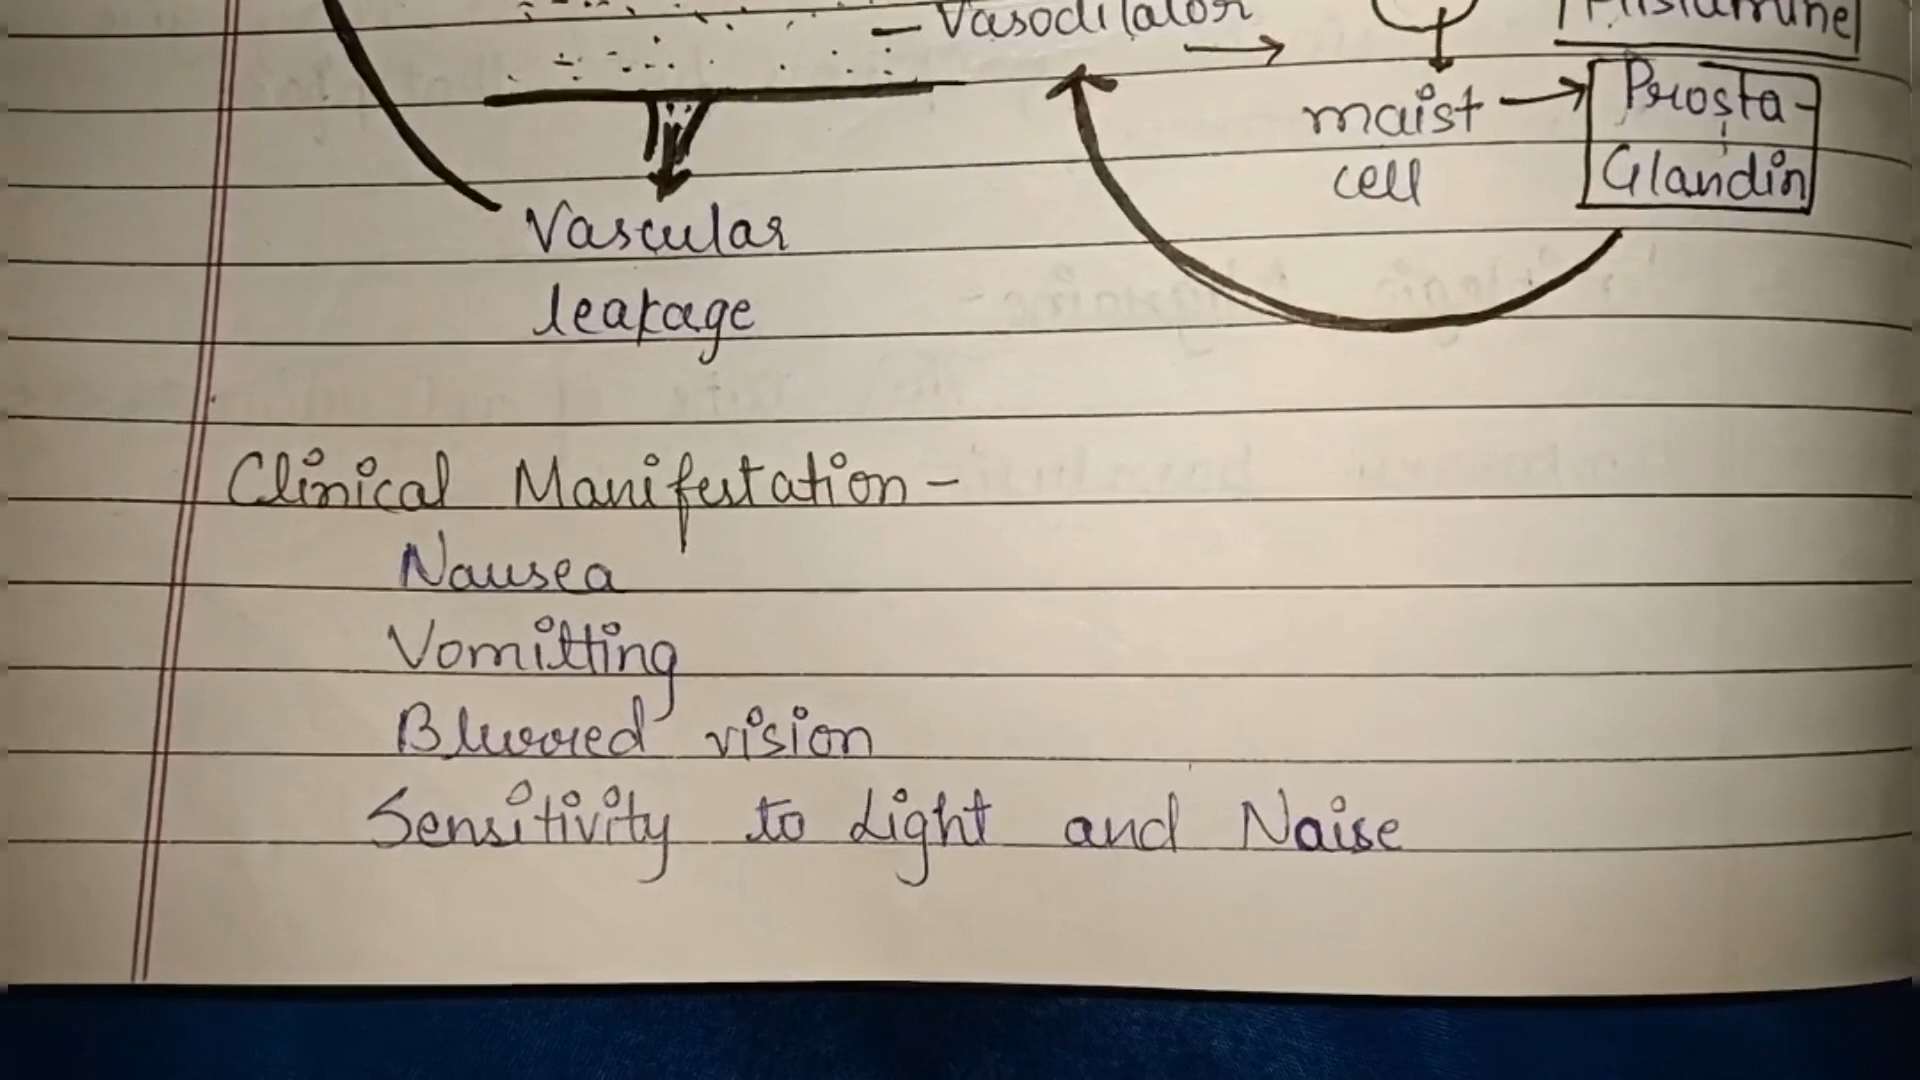 – Vasodilator →
Histamine
maist → Prosta-
cell Glandin
Vascular
leakage
Clinical Manifestation –
Nausea
Vomitting
Blurred vision
Sensitivity to Light and Naise